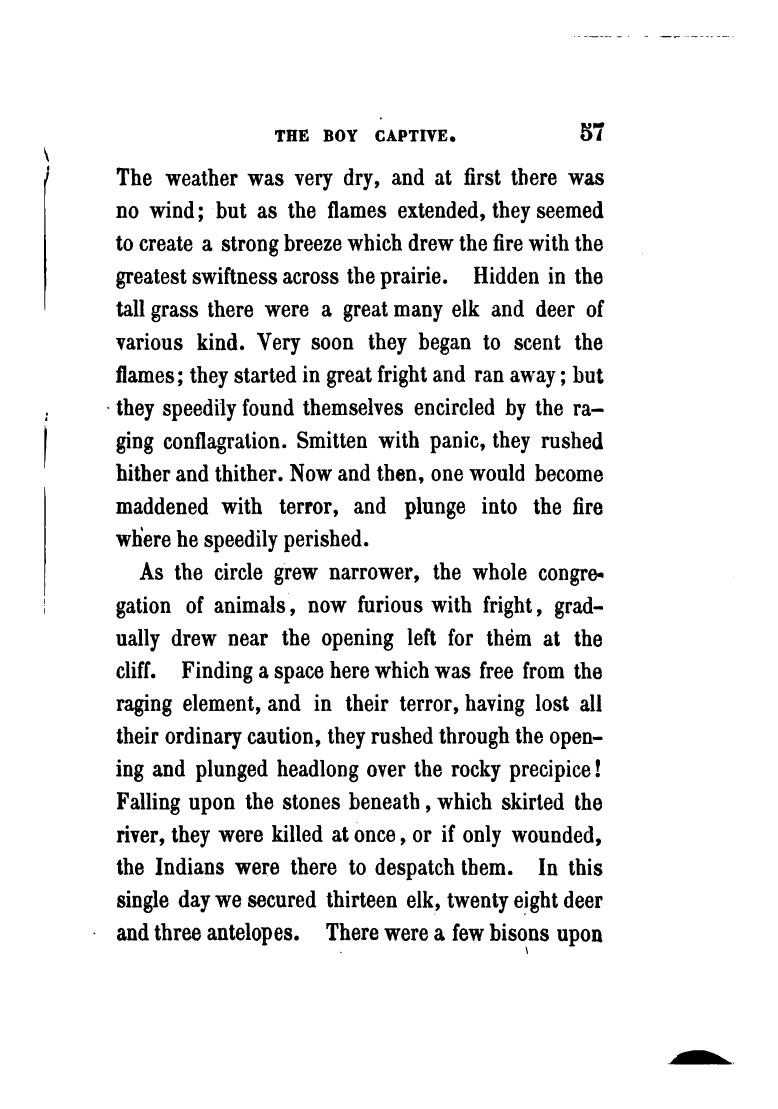 THE BOY CAPTIVE. 57
The weather was very dry, and at first there was
no wind; but as the flames extended, they seemed
to create a strong breeze which drew the fire with the
greatest swiftness across the prairie. Hidden in the
tall grass there were a great many elk and deer of
various kind. Very soon they began to scent the
flames; they started in great fright and ran away; but
they speedily found themselves encircled by the ra-
ging conflagration. Smitten with panic, they rushed
hither and thither. Now and then, one would become
maddened with terror, and plunge into the fire
where he speedily perished.
As the circle grew narrower, the whole congre-
gation of animals, now furious with fright, grad-
ually drew near the opening left for them at the
cliff. Finding a space here which was free from the
raging element, and in their terror, having lost all
their ordinary caution, they rushed through the open-
ing and plunged headlong over the rocky precipice!
Falling upon the stones beneath, which skirted the
river, they were killed at once, or if only wounded,
the Indians were there to despatch them. In this
single day we secured thirteen elk, twenty eight deer
and three antelopes. There were a few bisons upon